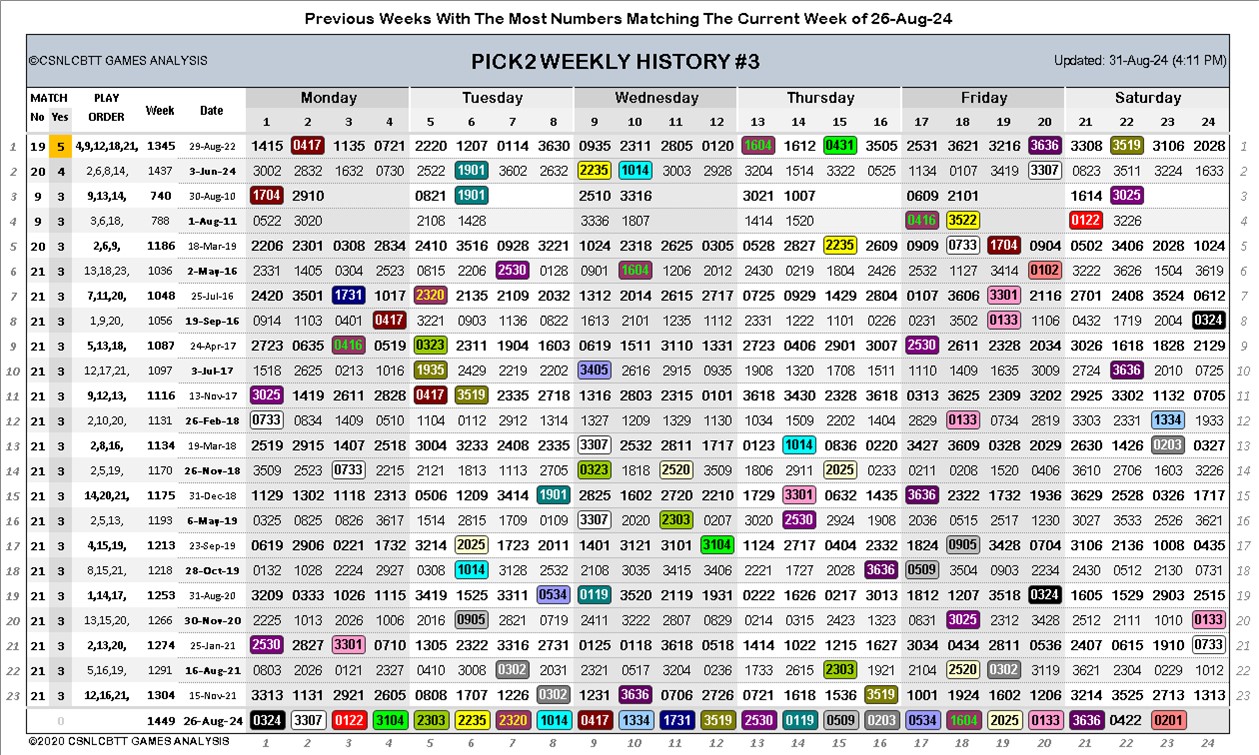 Previous Weeks With The Most Numbers Matching The Current Week of 26-Aug-24
©CSNLCBTT GAMES ANALYSIS PICK2 WEEKLY HISTORY #3 Updated: 31-Aug-24 (4:11 PM)
MATCH PLAY Week Date Monday Tuesday Wednesday Thursday Friday Saturday
No Yes ORDER 1 2 3 4 5 6 7 8 9 10 11 12 13 14 15 16 17 18 19 20 21 22 23 24
1 19 5 4,9,12,18,21, 1345 29-Aug-22 1415 0417 1135 0721 2220 1207 0114 3630 0935 2311 2805 0120 1604 1612 0431 3505 2531 3621 3216 3636 3308 3519 3106 2028 1
2 20 4 2,6,8,14, 1437 3-Jun-24 3002 2832 1632 0730 2522 1901 3602 2632 2235 1014 3003 2928 3204 1514 3322 0525 1134 0107 3419 3307 0823 3511 3224 1633 2
3 9 3 9,13,14, 740 30-Aug-10 1704 2910 0821 1901 2510 3316 3021 1007 0609 2101 1614 3025 3
4 9 3 3,6,18, 788 1-Aug-11 0522 3020 2108 1428 3336 1807 1414 1520 0416 3522 0122 3226 4
5 20 3 2,6,9, 1186 18-Mar-19 2206 2301 0308 2834 2410 3516 0928 3221 1024 2318 2625 0305 0528 2827 2235 2609 0909 0733 1704 0904 0502 3406 2028 1024 5
6 21 3 13,18,23, 1036 2-May-16 2331 1405 0304 2523 0815 2206 2530 0128 0901 1604 1206 2012 2430 0219 1804 2426 2532 1127 3414 0102 3222 3626 1504 3619 6
7 21 3 7,11,20, 1048 25-Jul-16 2420 3501 1731 1017 2320 2135 2109 2032 1312 2014 2615 2717 0725 0929 1429 2804 0107 3606 3301 2116 2701 2408 3524 0612 7
8 21 3 1,9,20, 1056 19-Sep-16 0914 1103 0401 0417 3221 0903 1136 0822 1613 2101 1235 1112 2331 1222 1101 0226 0231 3502 0133 1106 0432 1719 2004 0324 8
9 21 3 5,13,18, 1087 24-Apr-17 2723 0635 0416 0519 0323 2311 1904 1603 0619 1511 3110 1331 2723 0406 2901 3007 2530 2611 2328 2034 3026 1618 1828 2129 9
10 21 3 12,17,21, 1097 3-Jul-17 1518 2625 0213 1016 1935 2429 2219 2202 3405 2616 2915 0935 1908 1320 1708 1511 1110 1409 1635 3009 2724 3636 2010 0725 10
11 21 3 9,12,13, 1116 13-Nov-17 3025 1419 2611 2828 0417 3519 2335 2718 1316 2803 2315 0101 3618 3430 2328 3618 0313 3625 2309 3202 2925 3302 1132 0705 11
12 21 3 2,10,20, 1131 26-Feb-18 0733 0834 1409 0510 1104 0112 2912 1314 1327 1209 1329 1130 1034 1509 2202 1404 2829 0133 0734 2819 3303 2331 1334 1933 12
13 21 3 2,8,16, 1134 19-Mar-18 2519 2915 1407 2518 3004 3523 2408 2335 3307 2532 2811 1717 0123 1014 0836 0220 3427 3609 0328 2029 2630 1426 0203 0327 13
14 21 3 2,5,19, 1170 26-Nov-18 3509 2523 0733 2215 2121 1813 1113 2705 0323 1818 2520 3509 1806 2911 2025 0233 0211 0208 1520 0406 3610 2706 1603 3226 14
15 21 3 14,20,21, 1175 31-Dec-18 1129 1302 1118 2313 0506 1209 3414 1901 2825 1602 2720 2210 1729 3301 0632 1435 3636 2322 1732 1936 3629 2528 0326 1717 15
16 21 3 2,5,13, 1193 6-May-19 0325 0825 0826 3617 1514 2815 1709 0109 3307 2020 2303 0207 3020 2530 2924 1908 2036 0515 2517 1230 3027 3533 2526 3621 16
17 21 3 4,15,19, 1213 23-Sep-19 0619 2906 0221 1732 3214 2025 1723 2011 1401 3121 3101 3104 1124 2717 0404 2332 1824 0905 3428 0704 3106 2136 1008 0435 17
18 21 3 8,15,21, 1218 28-Oct-19 0132 1028 2224 2927 0308 1014 3128 2532 2108 3035 3415 3406 2221 1727 2028 3636 0509 3504 0903 2234 2430 0512 2130 0731 18
19 21 3 1,14,17, 1253 31-Aug-20 3209 0333 1026 1115 3419 1525 3311 0534 0119 3520 2119 1931 0222 1626 0217 3013 1812 1207 3518 0324 1605 1529 2903 2515 19
20 21 3 13,15,20, 1266 30-Nov-20 2225 1013 2026 1006 2016 0905 2821 0719 2411 3222 2807 0829 0214 0315 2423 1323 0831 3025 2312 3428 2512 2111 1010 0133 20
21 21 3 2,13,20, 1274 25-Jan-21 2530 2827 3301 0710 1305 2322 3316 2731 0125 0118 3618 0513 1414 1022 1215 1627 3034 0434 2811 0536 2407 0615 1910 0733 21
22 21 3 5,16,19, 1291 16-Aug-21 0803 2026 0121 2327 0410 3008 0302 2031 2321 0517 3204 0236 1733 2615 2303 1921 2104 2520 0302 3119 3621 2304 0229 1012 22
23 21 3 12,16,21, 1304 15-Nov-21 3313 1131 2921 2605 0808 1707 1226 0302 1231 3636 0706 2726 0721 1618 1536 3519 1001 1924 1602 1206 3214 3525 2713 1313 23
0 1449 26-Aug-24 0324 3307 0122 3104 2303 2235 2320 1014 0417 1334 1731 3519 2530 0119 0509 0203 0534 1604 2025 0133 3636 0422 0201
©2020 CSNLCBTT GAMES ANALYSIS 1 2 3 4 5 6 7 8 9 10 11 12 13 14 15 16 17 18 19 20 21 22 23 24